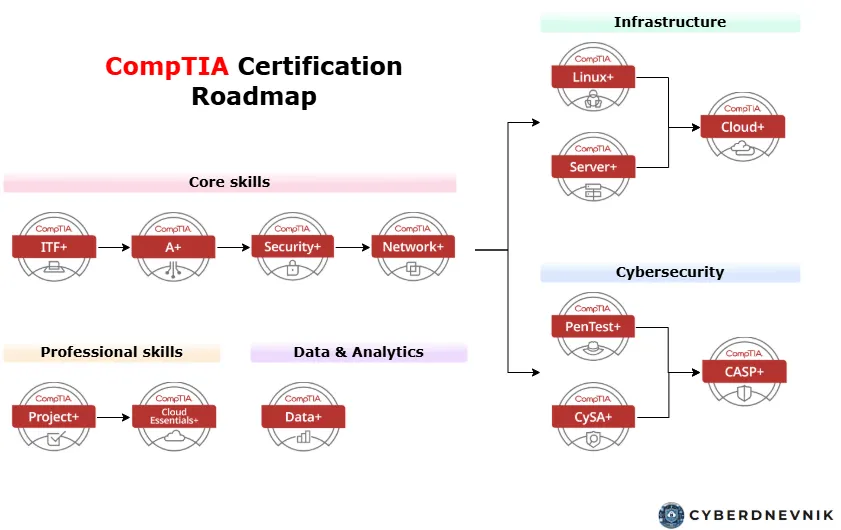 CompTIA Certification
Roadmap
Core skills
CompTIA
ITF+
CompTIA
A+
CompTIA
Security+
CompTIA
Network+
Professional skills
CompTIA
Project+
CompTIA
Cloud
Essentials+
Data & Analytics
CompTIA
Data+
Infrastructure
CompTIA
Linux+
CompTIA
Server+
CompTIA
Cloud+
Cybersecurity
CompTIA
PenTest+
CompTIA
CySA+
CompTIA
CASP+
CYBERDNEVNIK